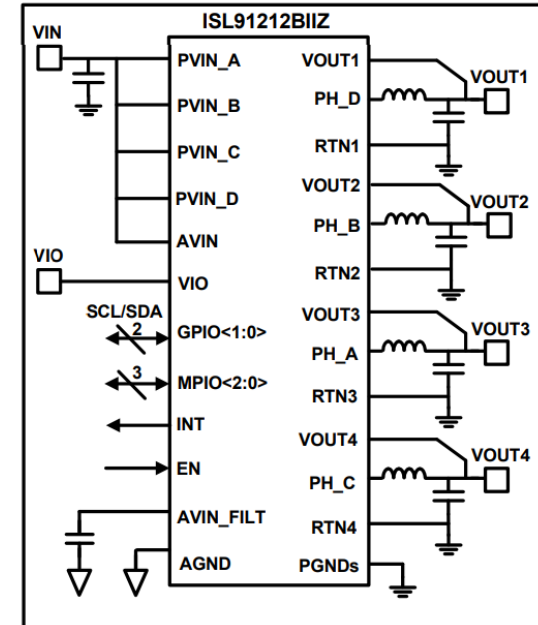 ISL91212BIIZ
VIN
PVIN_A
PVIN_B
PVIN_C
PVIN_D
AVIN
VIO
VIO
SCL/SDA
2
GPIO<1:0>
3
MPIO<2:0>
INT
EN
AVIN_FILT
AGND
VOUT1
VOUT1
PH_D
RTN1
VOUT2
VOUT2
PH_B
RTN2
VOUT3
VOUT3
PH_A
RTN3
VOUT4
VOUT4
PH_C
RTN4
PGNDs